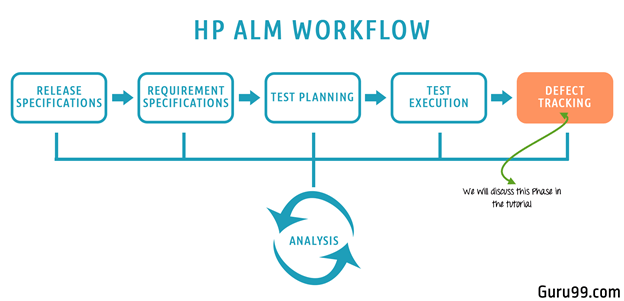 HP ALM WORKFLOW
RELEASE
SPECIFICATIONS
REQUIREMENT
SPECIFICATIONS
TEST PLANNING
TEST
EXECUTION
DEFECT
TRACKING
We will discuss this Phase in
the tutorial
ANALYSIS
Guru99.com